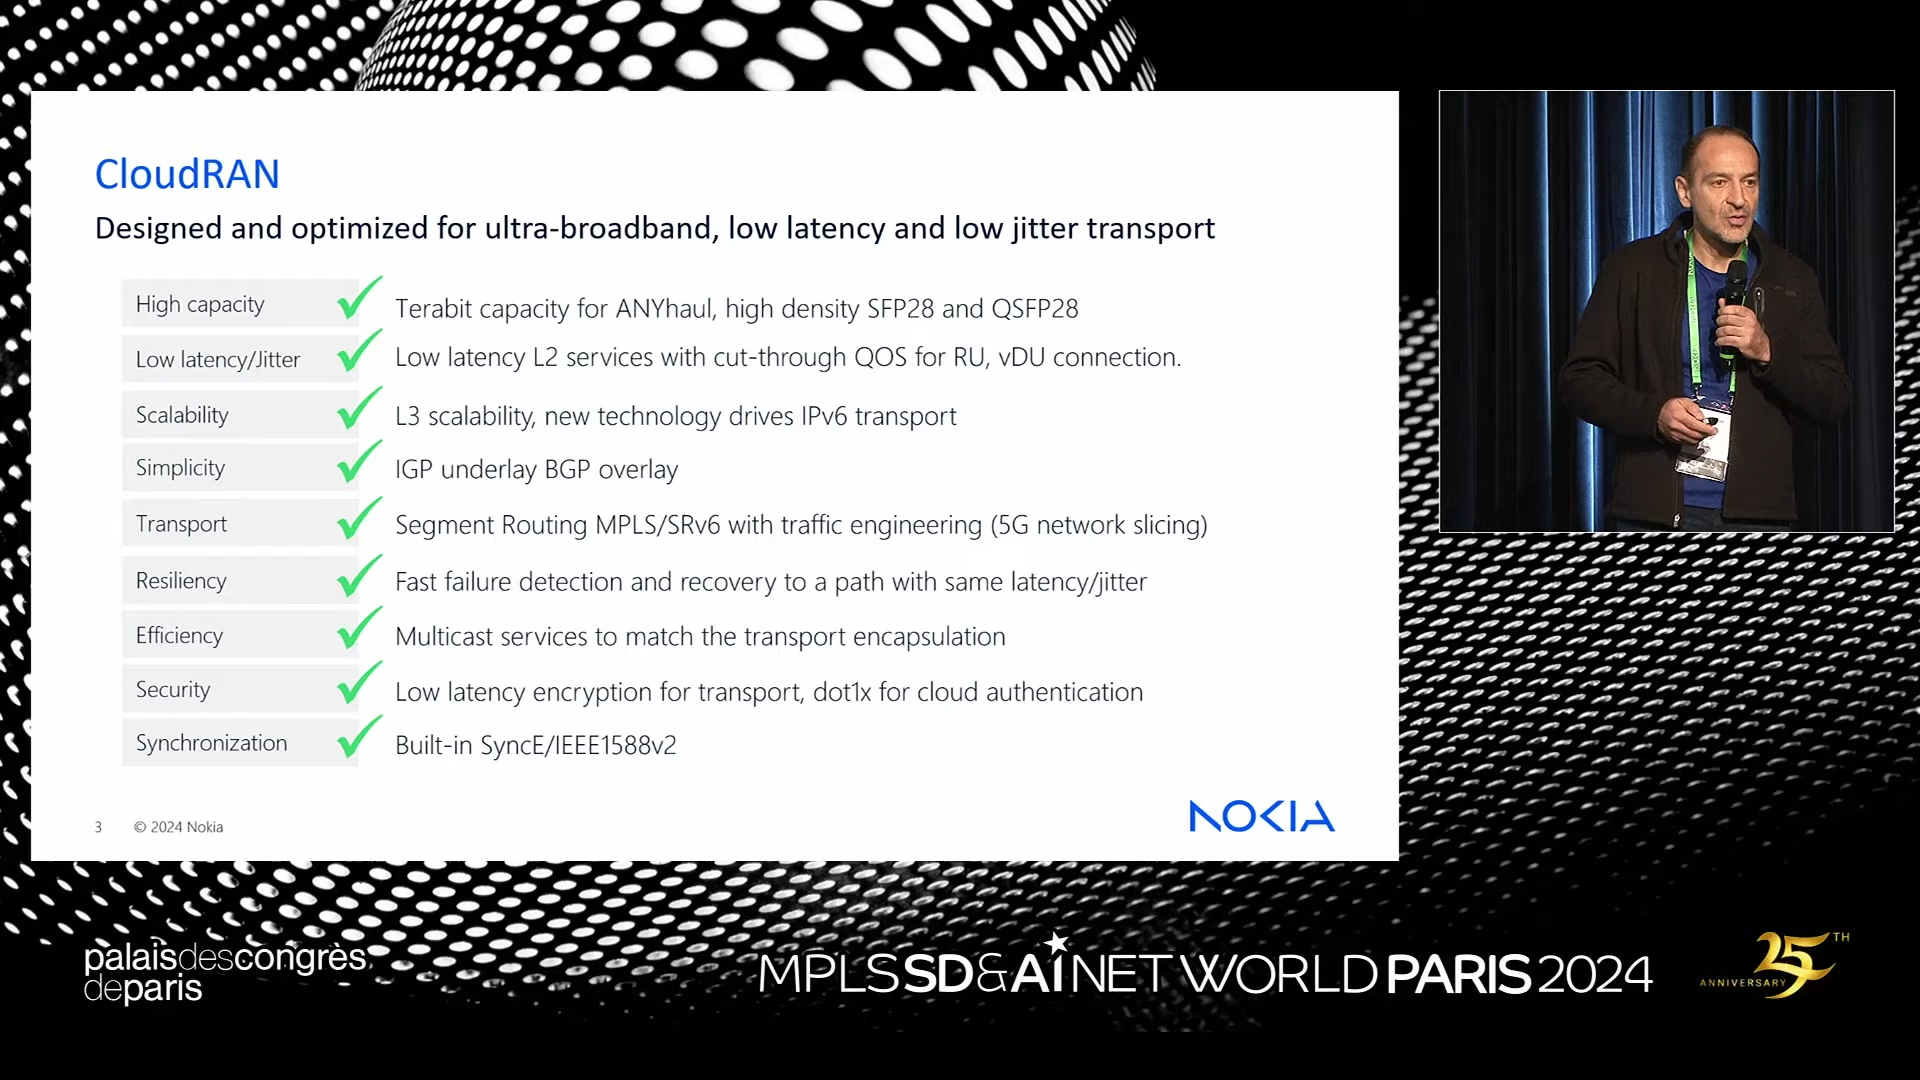 CloudRAN
Designed and optimized for ultra-broadband, low latency and low jitter transport
High capacity
Terabit capacity for ANYhaul, high density SFP28 and QSFP28
Low latency/Jitter
Low latency L2 services with cut-through QOS for RU, vDU connection.
Scalability
L3 scalability, new technology drives IPv6 transport
Simplicity
IGP underlay BGP overlay
Transport
Segment Routing MPLS/SRv6 with traffic engineering (5G network slicing)
Resiliency
Fast failure detection and recovery to a path with same latency/jitter
Efficiency
Multicast services to match the transport encapsulation
Security
Low latency encryption for transport, dot1x for cloud authentication
Synchronization
Built-in SyncE/IEEE1588v2
3 © 2024 Nokia
NOKIA
palaisdescongrès
deparis
MPLS SD & AI NET WORLD PARIS 2024
25TH
ANNIVERSARY